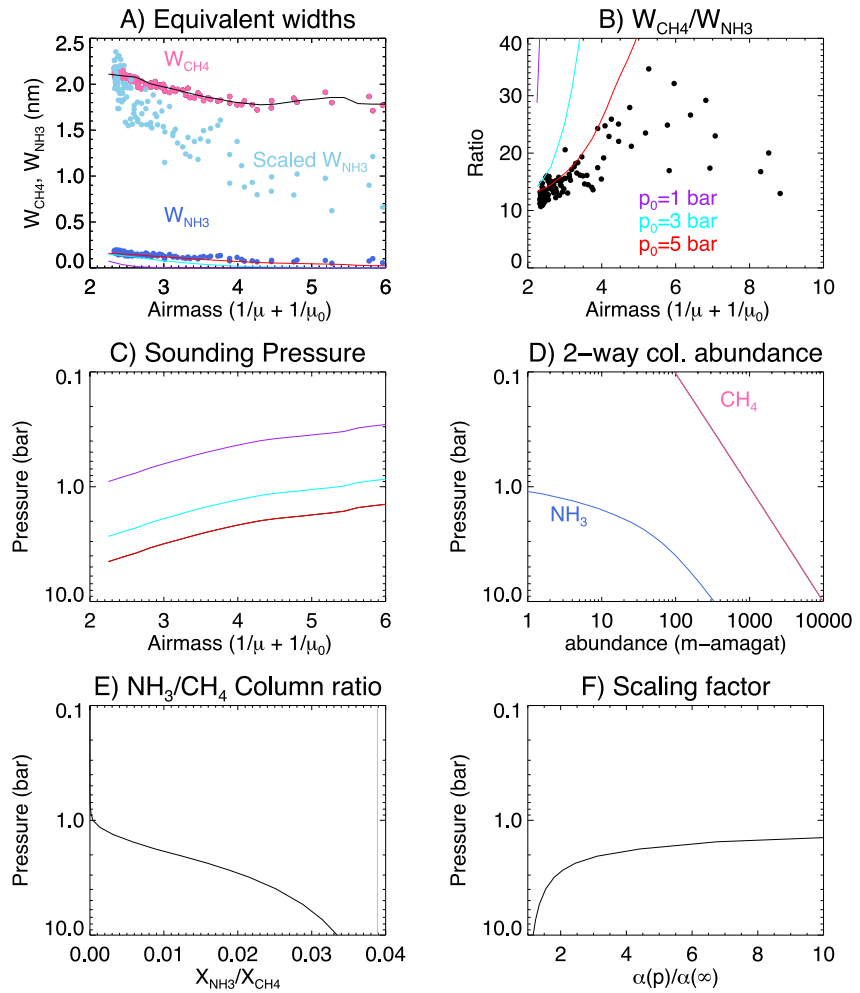 A) Equivalent widths
2.5
2.0
1.5
1.0
0.5
0.0
W_CH4, W_NH3 (nm)
W_CH4
Scaled W_NH3
W_NH3
2 3 4 5 6
Airmass (1/μ + 1/μ₀)
B) W_CH4/W_NH3
40
30
20
10
0
Ratio
p₀=1 bar
p₀=3 bar
p₀=5 bar
2 4 6 8 10
Airmass (1/μ + 1/μ₀)
C) Sounding Pressure
0.1
1.0
10.0
Pressure (bar)
2 3 4 5 6
Airmass (1/μ + 1/μ₀)
D) 2−way col. abundance
0.1
1.0
10.0
Pressure (bar)
CH₄
NH₃
1 10 100 1000 10000
abundance (m−amagat)
E) NH₃/CH₄ Column ratio
0.1
1.0
10.0
Pressure (bar)
0.00 0.01 0.02 0.03 0.04
X_NH3/X_CH4
F) Scaling factor
0.1
1.0
10.0
Pressure (bar)
2 4 6 8 10
α(p)/α(∞)